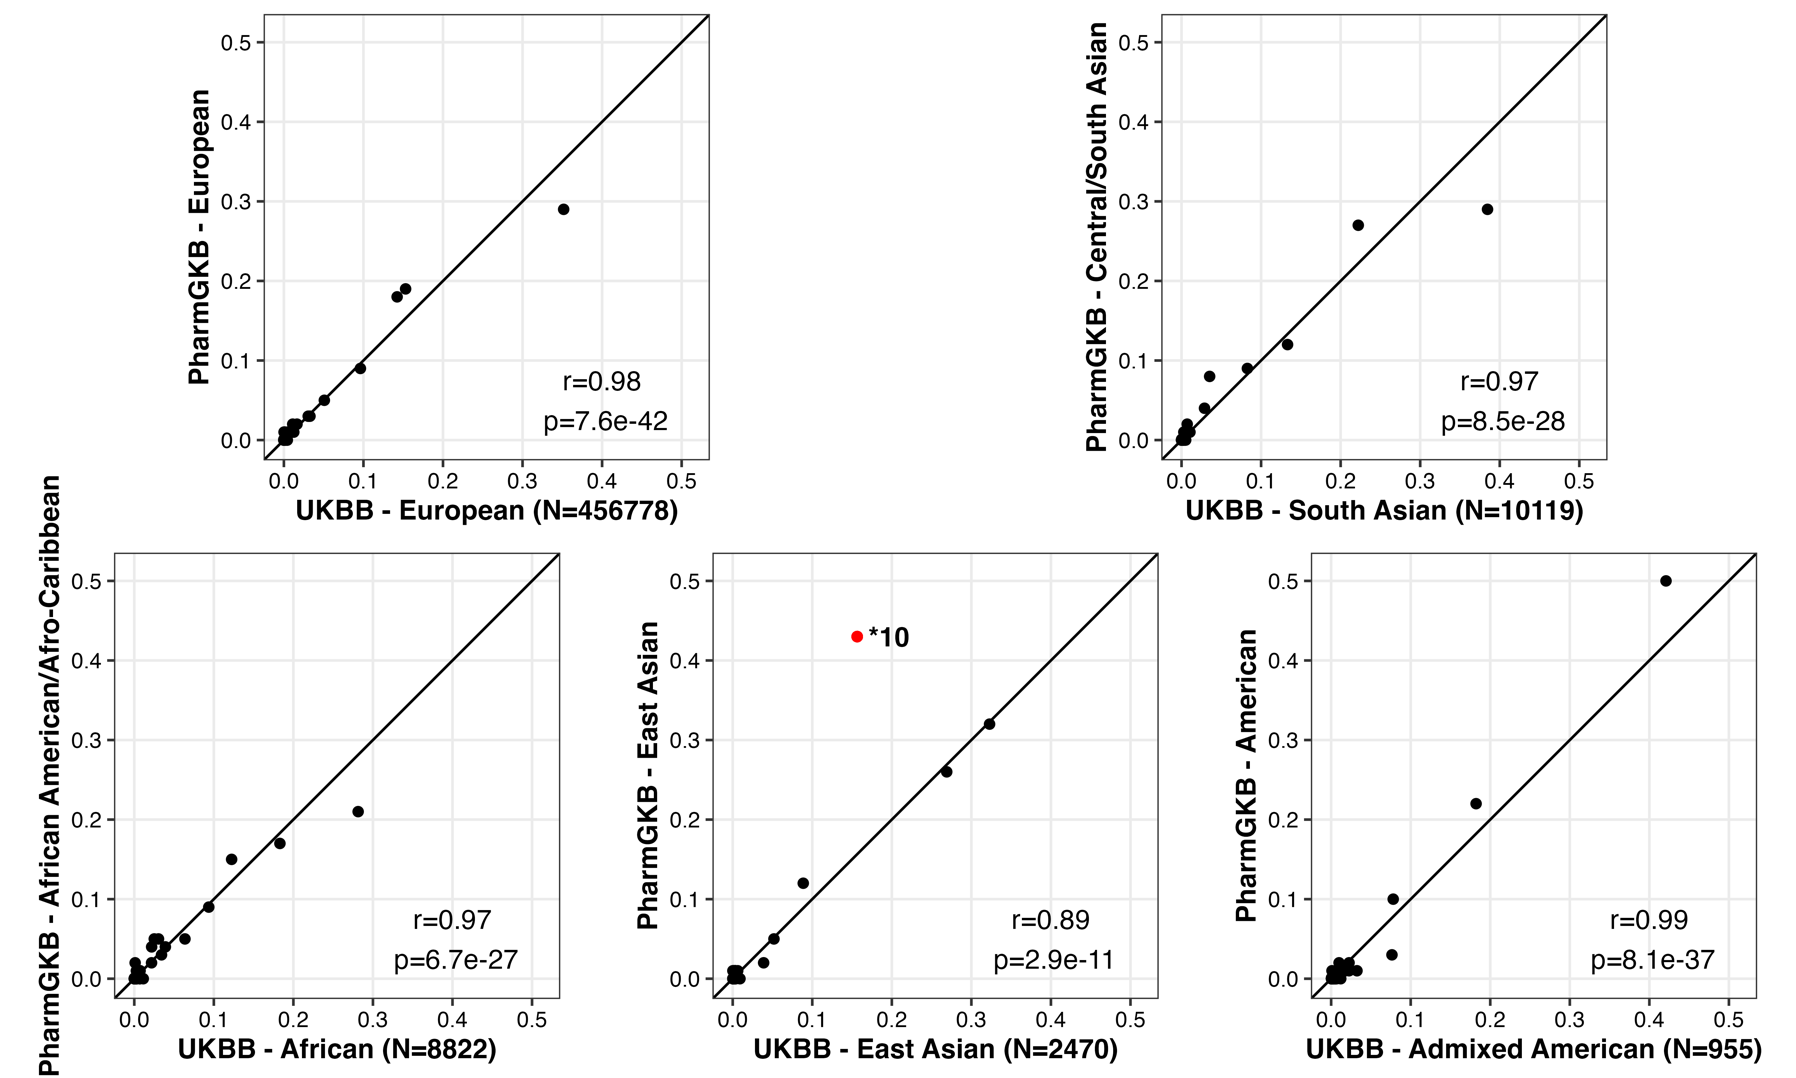 PharmGKB - European
0.5
0.4
0.3
0.2
0.1
0.0
r=0.98
p=7.6e-42
0.0 0.1 0.2 0.3 0.4 0.5
UKBB - European (N=456778)
PharmGKB - Central/South Asian
0.5
0.4
0.3
0.2
0.1
0.0
r=0.97
p=8.5e-28
0.0 0.1 0.2 0.3 0.4 0.5
UKBB - South Asian (N=10119)
PharmGKB - African American/Afro-Caribbean
0.5
0.4
0.3
0.2
0.1
0.0
r=0.97
p=6.7e-27
0.0 0.1 0.2 0.3 0.4 0.5
UKBB - African (N=8822)
PharmGKB - East Asian
0.5
0.4
0.3
0.2
0.1
0.0
*10
r=0.89
p=2.9e-11
0.0 0.1 0.2 0.3 0.4 0.5
UKBB - East Asian (N=2470)
PharmGKB - American
0.5
0.4
0.3
0.2
0.1
0.0
r=0.99
p=8.1e-37
0.0 0.1 0.2 0.3 0.4 0.5
UKBB - Admixed American (N=955)